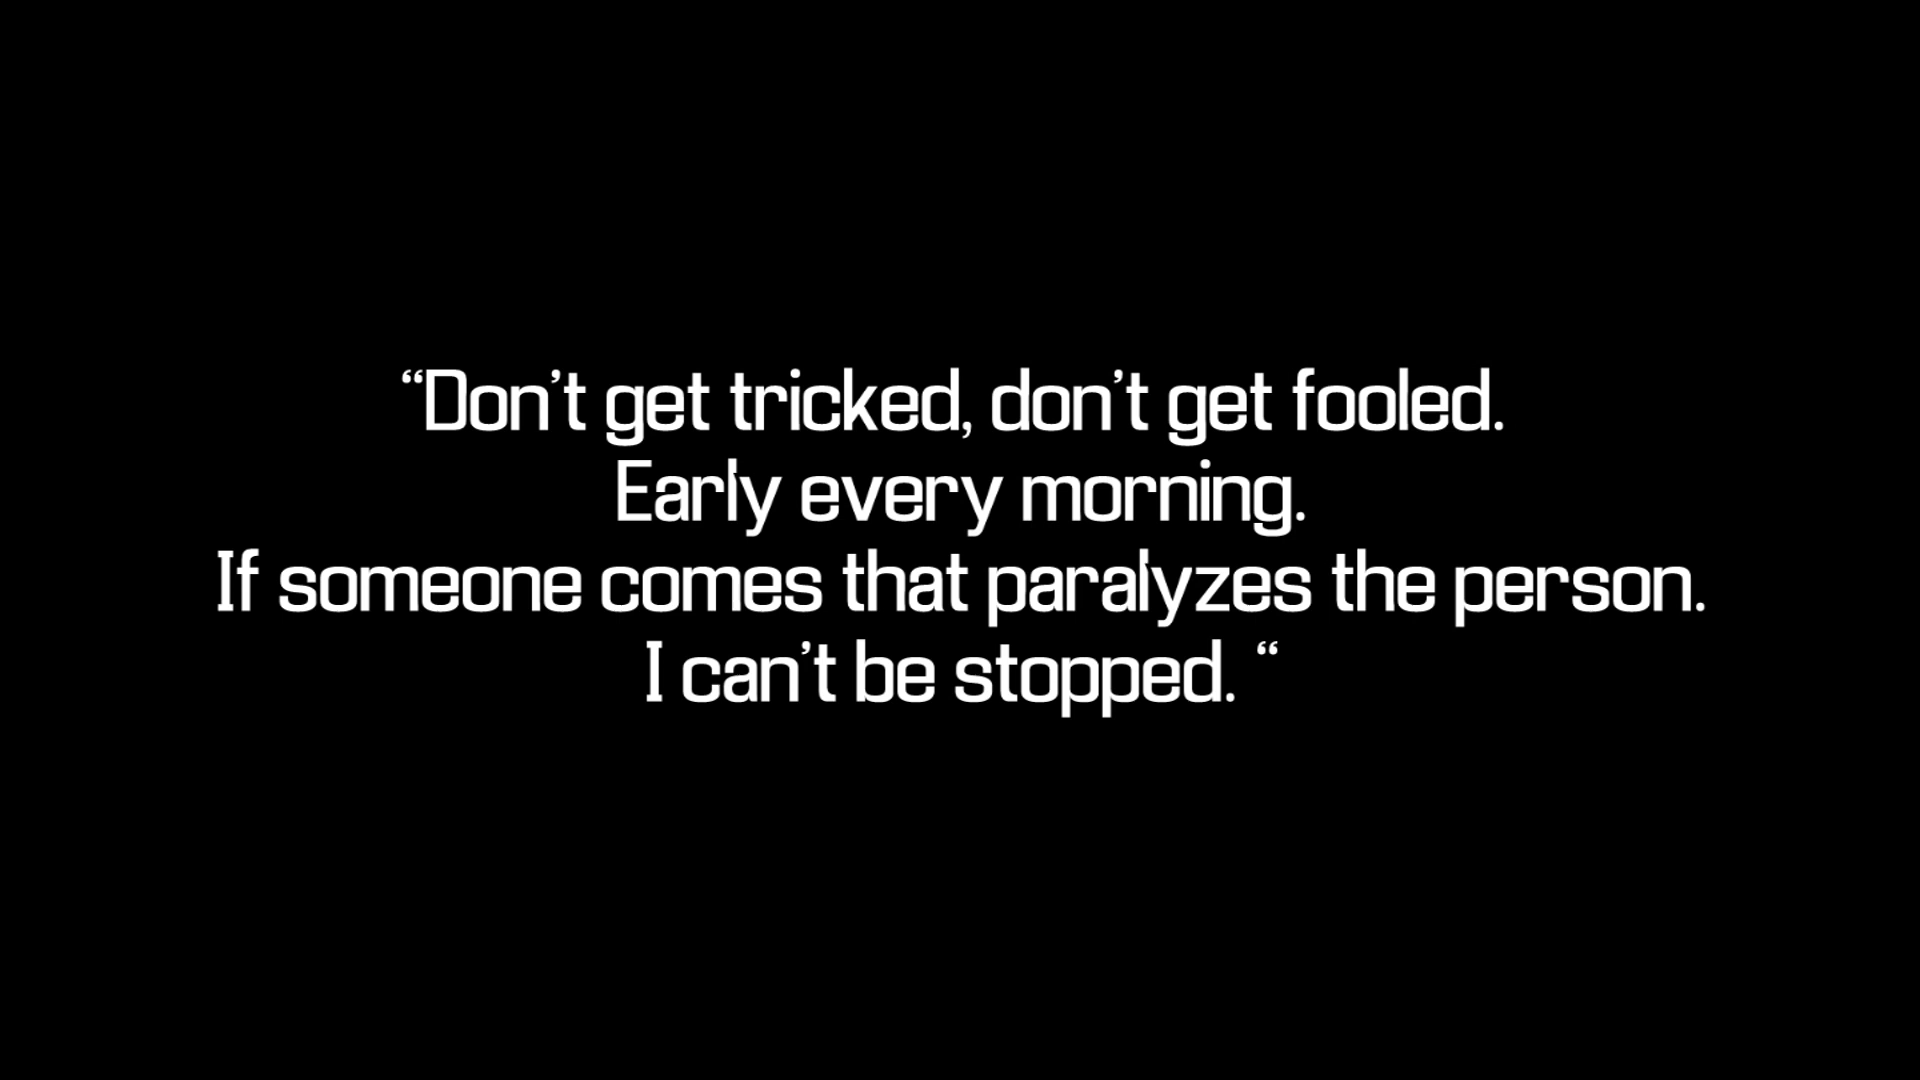 “Don’t get tricked, don’t get fooled.
Early every morning.
If someone comes that paralyzes the person.
I can’t be stopped. “